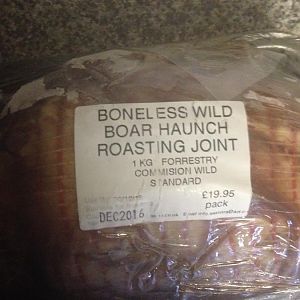 BONELESS WILD
BOAR HAUNCH
ROASTING JOINT
1 KG FORRESTRY
COMMISION WILD
STANDARD
£19.95
pack
DEC2016